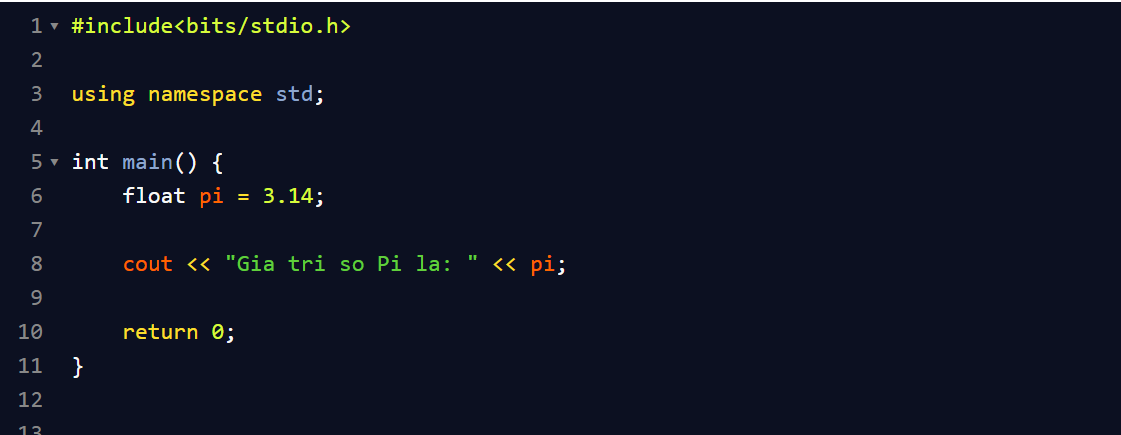 1 #include<bits/stdio.h>
2
3 using namespace std;
4
5 int main() {
6 float pi = 3.14;
7
8 cout << "Gia tri so Pi la: " << pi;
9
10 return 0;
11 }
12
13